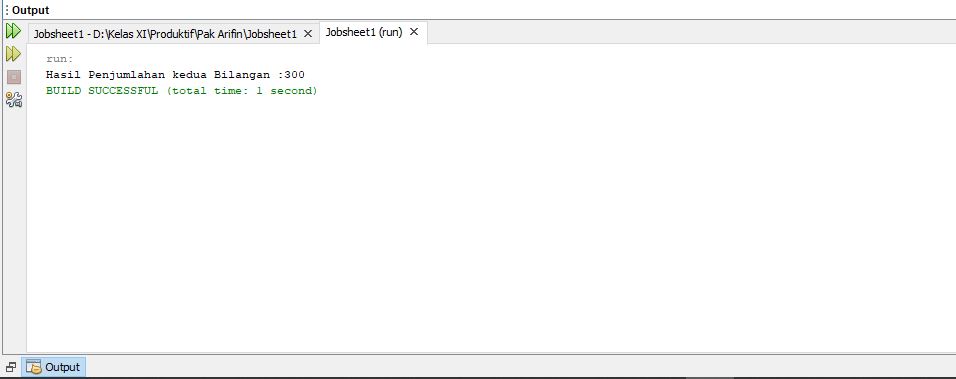 Output
Jobsheet1 - D:\Kelas XI\Produktif\Pak Arifin\Jobsheet1
Jobsheet1 (run)
run:
Hasil Penjumlahan kedua Bilangan :300
BUILD SUCCESSFUL (total time: 1 second)
Output